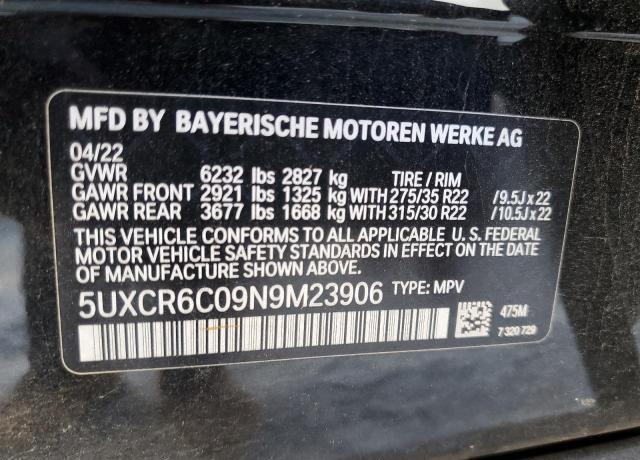 MFD BY BAYERISCHE MOTOREN WERKE AG
04/22
GVWR 6232 lbs 2827 kg TIRE / RIM
GAWR FRONT 2921 lbs 1325 kg WITH 275/35 R22 /9.5J x 22
GAWR REAR 3677 lbs 1668 kg WITH 315/30 R22 /10.5J x 22
THIS VEHICLE CONFORMS TO ALL APPLICABLE U. S. FEDERAL
MOTOR VEHICLE SAFETY STANDARDS IN EFFECT ON THE DATE OF
MANUFACTURE SHOWN ABOVE.
5UXCR6C09N9M23906 TYPE: MPV
475M
7 320 729